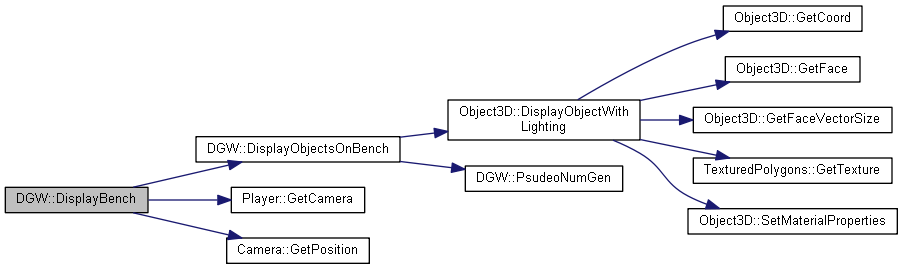 DGW::DisplayBench
DGW::DisplayObjectsOnBench
Player::GetCamera
Camera::GetPosition
Object3D::DisplayObjectWith
Lighting
DGW::PsudeoNumGen
Object3D::GetCoord
Object3D::GetFace
Object3D::GetFaceVectorSize
TexturedPolygons::GetTexture
Object3D::SetMaterialProperties